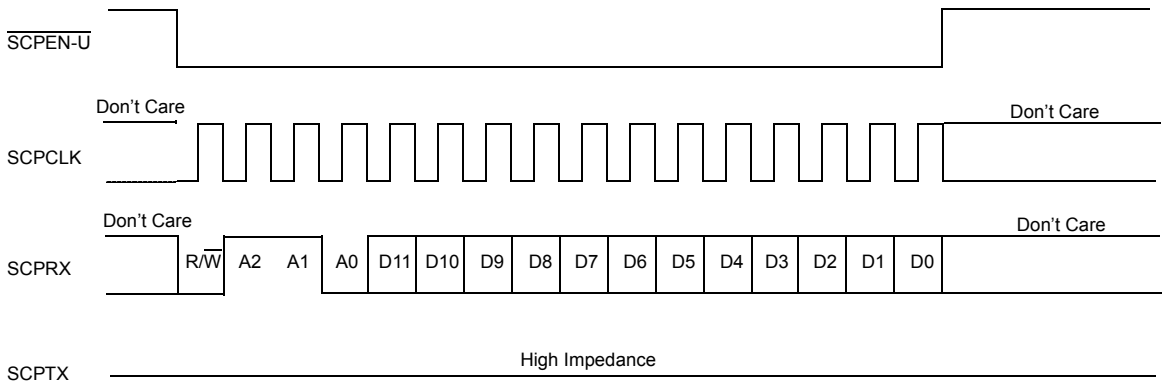 SCPEN-U
Don't Care
Don't Care
SCPCLK
Don't Care
Don't Care
SCPRX
R/W A2 A1 A0 D11 D10 D9 D8 D7 D6 D5 D4 D3 D2 D1 D0
High Impedance
SCPTX